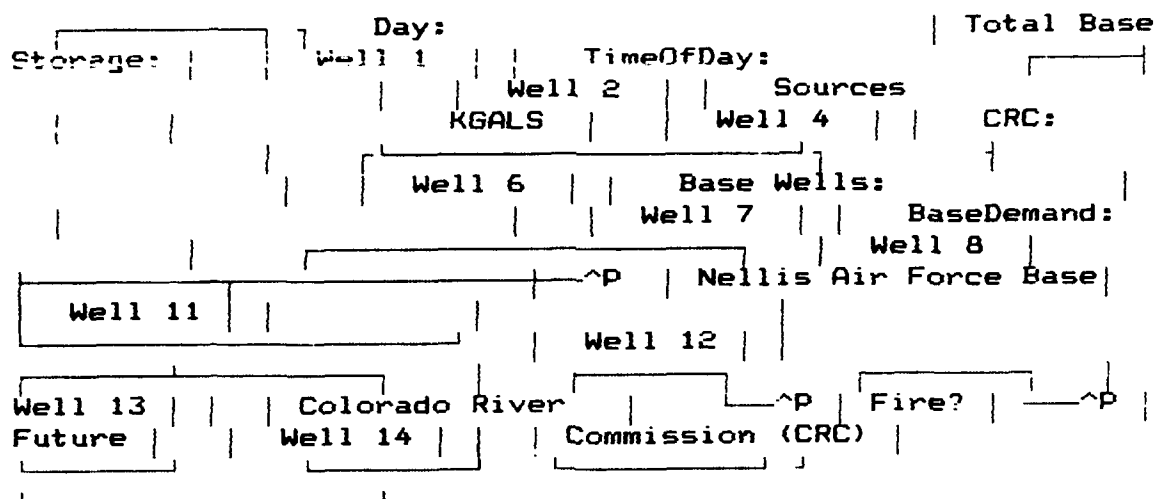 Day: Total Base
Storage: Well 1 TimeOfDay:
Well 2 Sources
KGALS Well 4 CRC:
Well 6 Base Wells:
Well 7 BaseDemand:
Well 8
^P Nellis Air Force Base
Well 11
Well 12
Well 13 Colorado River ^P Fire? ^P
Future Well 14 Commission (CRC)